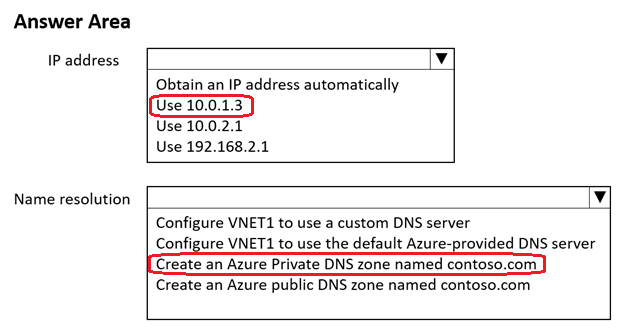 Answer Area
IP address
Obtain an IP address automatically
Use 10.0.1.3
Use 10.0.2.1
Use 192.168.2.1
Name resolution
Configure VNET1 to use a custom DNS server
Configure VNET1 to use the default Azure-provided DNS server
Create an Azure Private DNS zone named contoso.com
Create an Azure public DNS zone named contoso.com